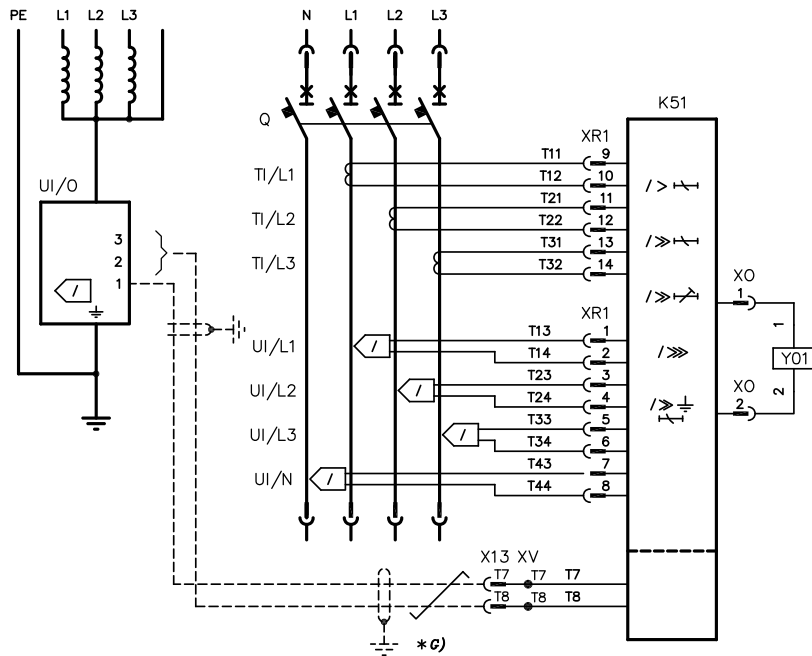 PE L1 L2 L3
N L1 L2 L3
K51
Q
XR1
T11 9
TI/L1
T12 10
T21 11
UI/O
TI/L2
T22 12
3
T31 13
2
TI/L3
T32 14
1
XO
1
XR1
T13 1
1
UI/L1
T14 2
Y01
T23 3
UI/L2
2
T24 4
XO
2
T33 5
UI/L3
T34 6
T43 7
UI/N
T44 8
X13 XV
T7 T7 T7
T8 T8 T8
*G)